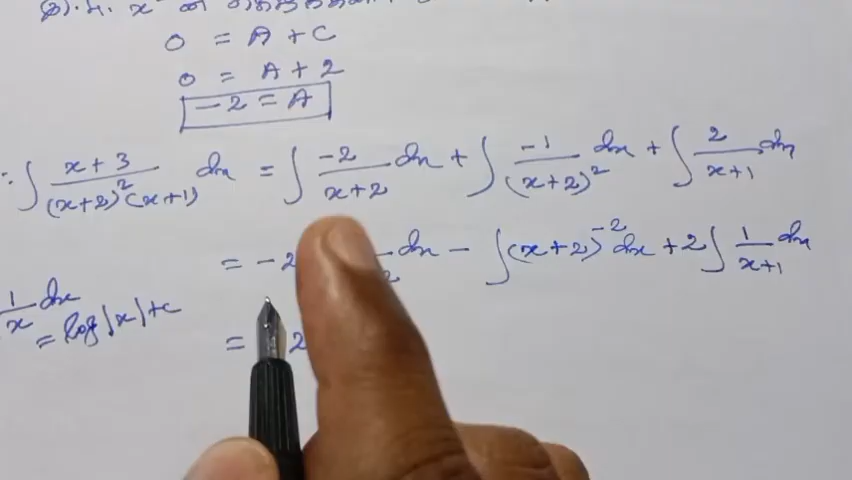 x
0 = A + C
0 = A + 2
-2 = A
∴ ∫ x+3/(x+2)²(x+1) dx = ∫ -2/x+2 dx + ∫ -1/(x+2)² dx + ∫ 2/x+1 dx
= -2 dx - ∫(x+2)⁻² dx + 2∫ 1/x+1 dx
1/x dx = log|x|+c
= 2